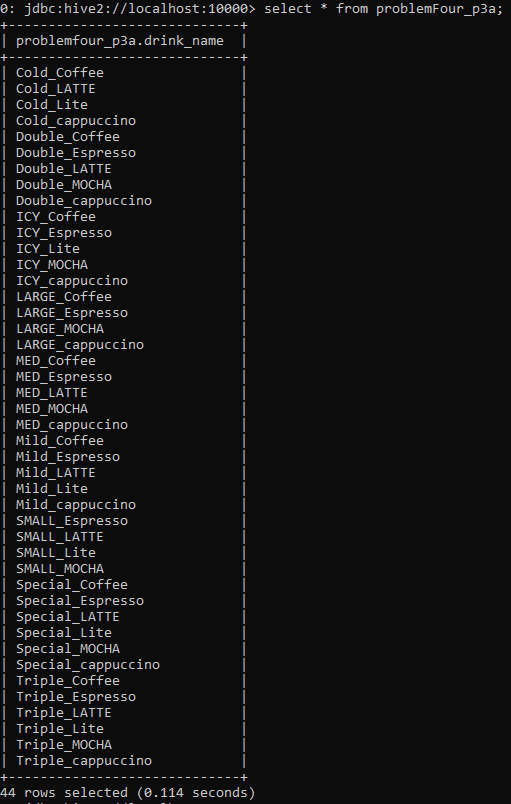 0: jdbc:hive2://localhost:10000> select * from problemFour_p3a;
+-----------------------------+
| problemfour_p3a.drink_name  |
+-----------------------------+
| Cold_Coffee                 |
| Cold_LATTE                  |
| Cold_Lite                   |
| Cold_cappuccino             |
| Double_Coffee               |
| Double_Espresso             |
| Double_LATTE                |
| Double_MOCHA                |
| Double_cappuccino           |
| ICY_Coffee                  |
| ICY_Espresso                |
| ICY_Lite                    |
| ICY_MOCHA                   |
| ICY_cappuccino              |
| LARGE_Coffee                |
| LARGE_Espresso              |
| LARGE_MOCHA                 |
| LARGE_cappuccino            |
| MED_Coffee                  |
| MED_Espresso                |
| MED_LATTE                   |
| MED_MOCHA                   |
| MED_cappuccino              |
| Mild_Coffee                 |
| Mild_Espresso               |
| Mild_LATTE                  |
| Mild_Lite                   |
| Mild_cappuccino             |
| SMALL_Espresso              |
| SMALL_LATTE                 |
| SMALL_Lite                  |
| SMALL_MOCHA                 |
| Special_Coffee              |
| Special_Espresso            |
| Special_LATTE               |
| Special_Lite                |
| Special_MOCHA               |
| Special_cappuccino          |
| Triple_Coffee               |
| Triple_Espresso             |
| Triple_LATTE                |
| Triple_Lite                 |
| Triple_MOCHA                |
| Triple_cappuccino           |
+-----------------------------+
44 rows selected (0.114 seconds)